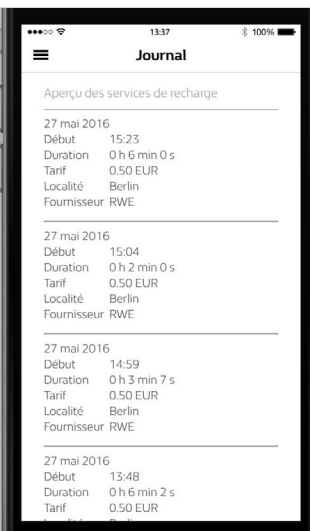 13:37
100%
Journal
Aperçu des services de recharge
27 mai 2016
Début 15:23
Duration 0 h 6 min 0 s
Tarif 0.50 EUR
Localité Berlin
Fournisseur RWE
27 mai 2016
Début 15:04
Duration 0 h 2 min 0 s
Tarif 0.50 EUR
Localité Berlin
Fournisseur RWE
27 mai 2016
Début 14:59
Duration 0 h 3 min 7 s
Tarif 0.50 EUR
Localité Berlin
Fournisseur RWE
27 mai 2016
Début 13:48
Duration 0 h 6 min 2 s
Tarif 0.50 EUR